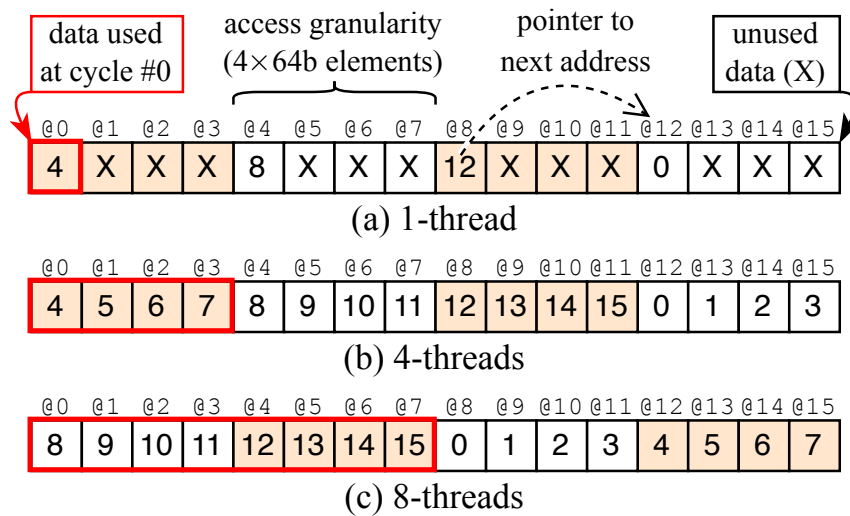 data used
at cycle #0
access granularity
(4×64b elements)
pointer to
next address
unused
data (X)
@0 @1 @2 @3 @4 @5 @6 @7 @8 @9 @10 @11 @12 @13 @14 @15
4 X X X 8 X X X 12 X X X 0 X X X
(a) 1-thread
@0 @1 @2 @3 @4 @5 @6 @7 @8 @9 @10 @11 @12 @13 @14 @15
4 5 6 7 8 9 10 11 12 13 14 15 0 1 2 3
(b) 4-threads
@0 @1 @2 @3 @4 @5 @6 @7 @8 @9 @10 @11 @12 @13 @14 @15
8 9 10 11 12 13 14 15 0 1 2 3 4 5 6 7
(c) 8-threads